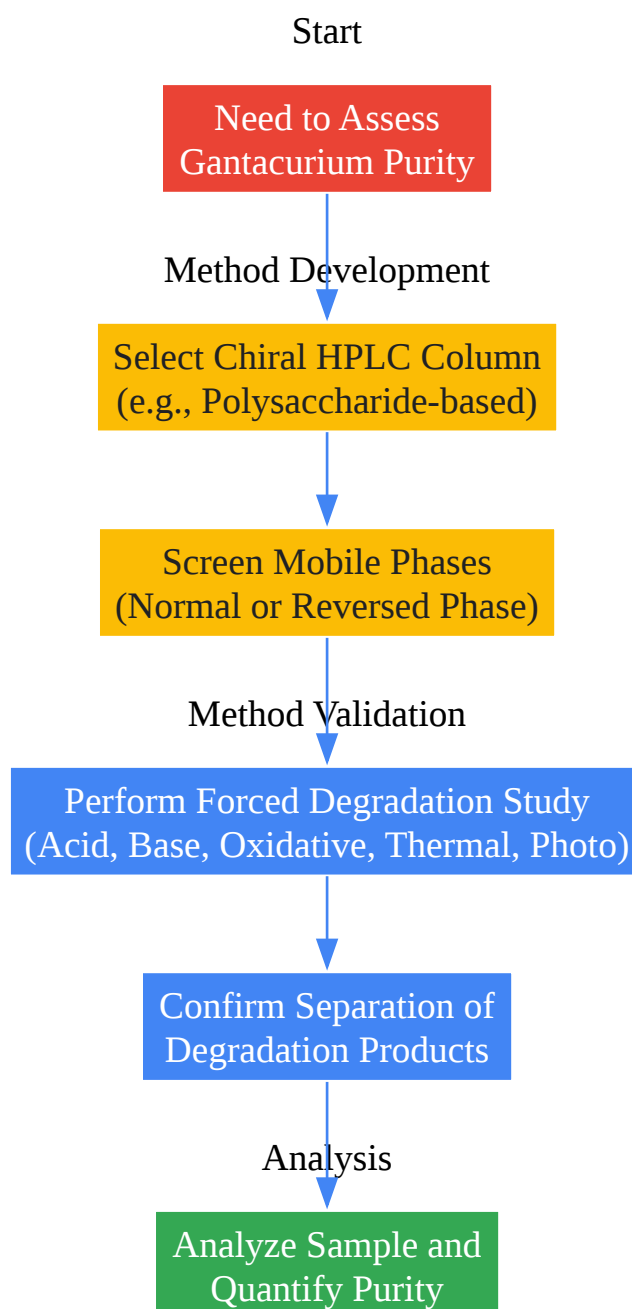 Start
Need to Assess
Gantacurium Purity
Method Development
Select Chiral HPLC Column
(e.g., Polysaccharide-based)
Screen Mobile Phases
(Normal or Reversed Phase)
Method Validation
Perform Forced Degradation Study
(Acid, Base, Oxidative, Thermal, Photo)
Confirm Separation of
Degradation Products
Analysis
Analyze Sample and
Quantify Purity